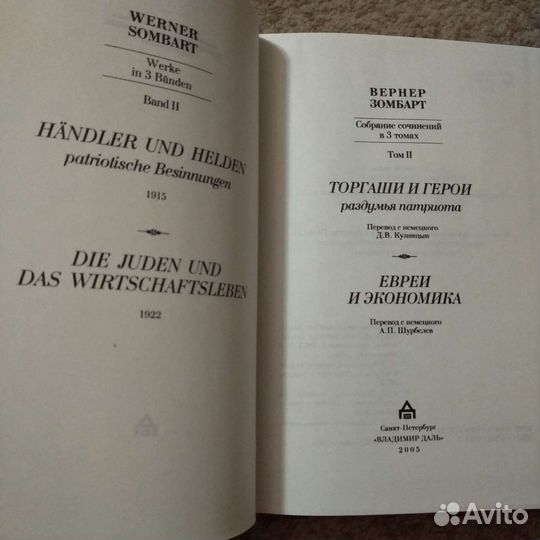 WERNER
SOMBART
Werke
in 3 Bänden
Band II
HÄNDLER UND HELDEN
patriotische Besinnungen
1915
DIE JUDEN UND
DAS WIRTSCHAFTSLEBEN
1922
ВЕРНЕР
ЗОМБАРТ
Собрание сочинений
в 3 томах
Том II
ТОРГАШИ И ГЕРОИ
раздумья патриота
Перевод с немецкого
Д.В. Кузницын
ЕВРЕИ
И ЭКОНОМИКА
Перевод с немецкого
А.П. Шурбелев
Санкт-Петербург
«ВЛАДИМИР ДАЛЬ»
2005
Avito